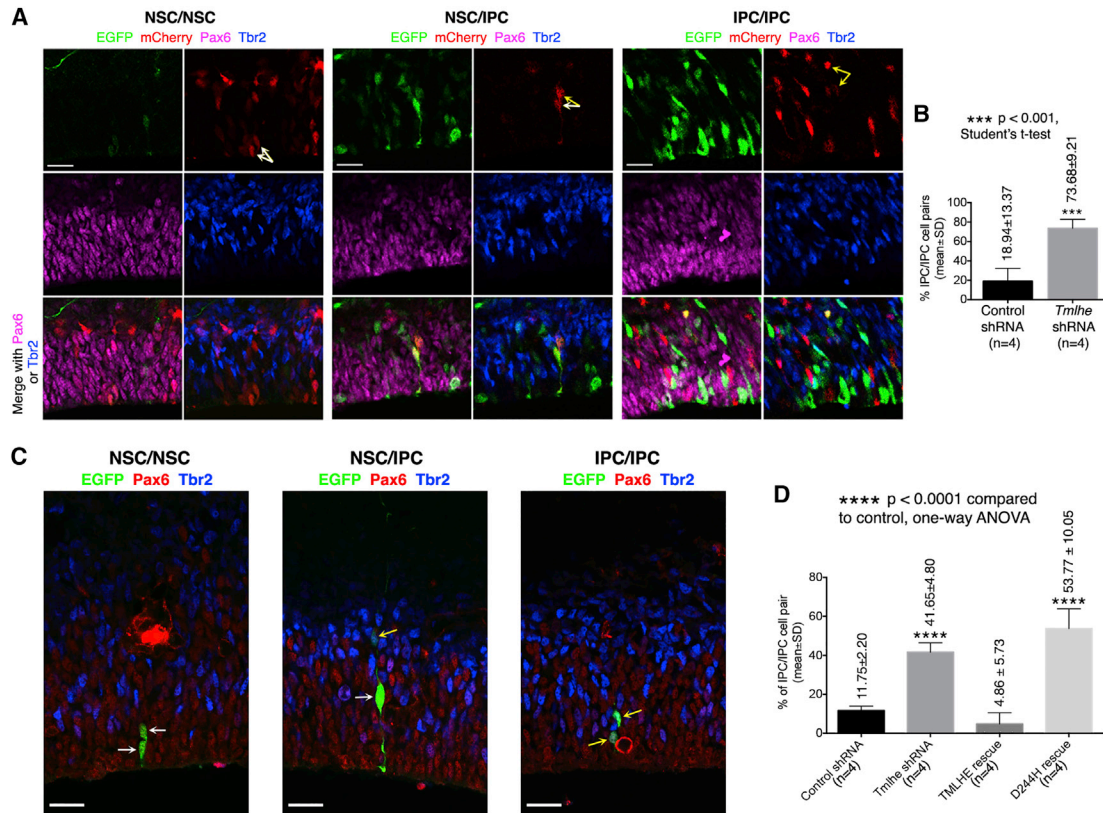 A
NSC/NSC
EGFP mCherry Pax6 Tbr2
NSC/IPC
EGFP mCherry Pax6 Tbr2
IPC/IPC
EGFP mCherry Pax6 Tbr2
Merge with Pax6
or Tbr2
B
*** p < 0.001,
Student's t-test
18.94±13.37
73.68±9.21
***
% IPC/IPC cell pairs
(mean±SD)
100
80
60
40
20
0
Control
shRNA
(n=4)
Tmlhe
shRNA
(n=4)
C
NSC/NSC
EGFP Pax6 Tbr2
NSC/IPC
EGFP Pax6 Tbr2
IPC/IPC
EGFP Pax6 Tbr2
D
**** p < 0.0001 compared
to control, one-way ANOVA
% of IPC/IPC cell pair
(mean±SD)
80
60
40
20
0
11.75±2.20
41.65±4.80
4.86 ± 5.73
53.77 ± 10.05
****
****
Control shRNA
(n=4)
Tmlhe shRNA
(n=4)
TMLHE rescue
(n=4)
D244H rescue
(n=4)